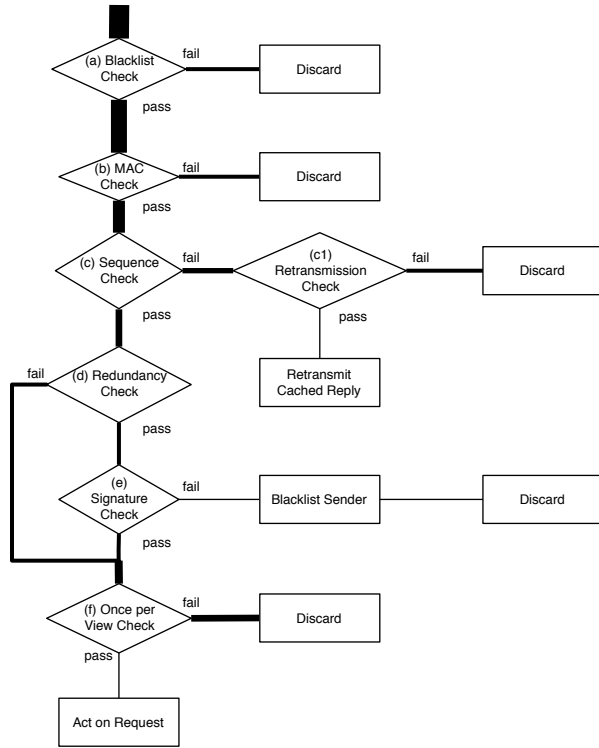 (a) Blacklist
Check
fail
Discard
pass
(b) MAC
Check
fail
Discard
pass
(c) Sequence
Check
fail
(c1)
Retransmission
Check
fail
Discard
pass
pass
Retransmit
Cached Reply
fail
(d) Redundancy
Check
pass
(e)
Signature
Check
fail
Blacklist Sender
Discard
pass
(f) Once per
View Check
fail
Discard
pass
Act on Request